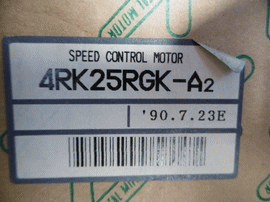 SPEED CONTROL MOTOR
4RK25RGK-A2
'90.7.23E